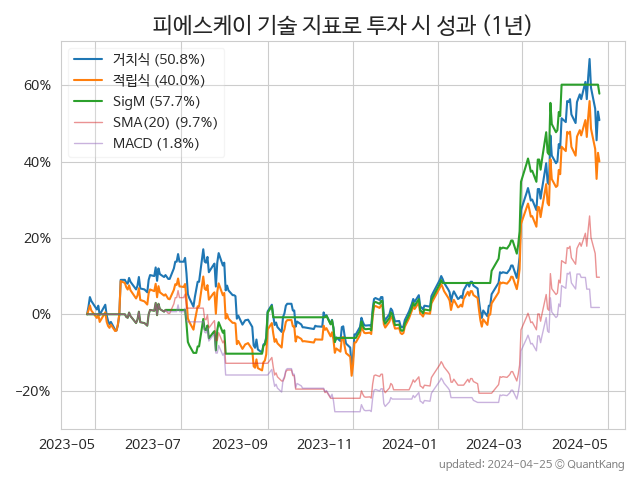 피에스케이 기술 지표로 투자 시 성과 (1년)
거치식 (50.8%)
적립식 (40.0%)
SigM (57.7%)
SMA(20) (9.7%)
MACD (1.8%)
60%
40%
20%
0%
−20%
2023-05 2023-07 2023-09 2023-11 2024-01 2024-03 2024-05
updated: 2024-04-25 © QuantKang